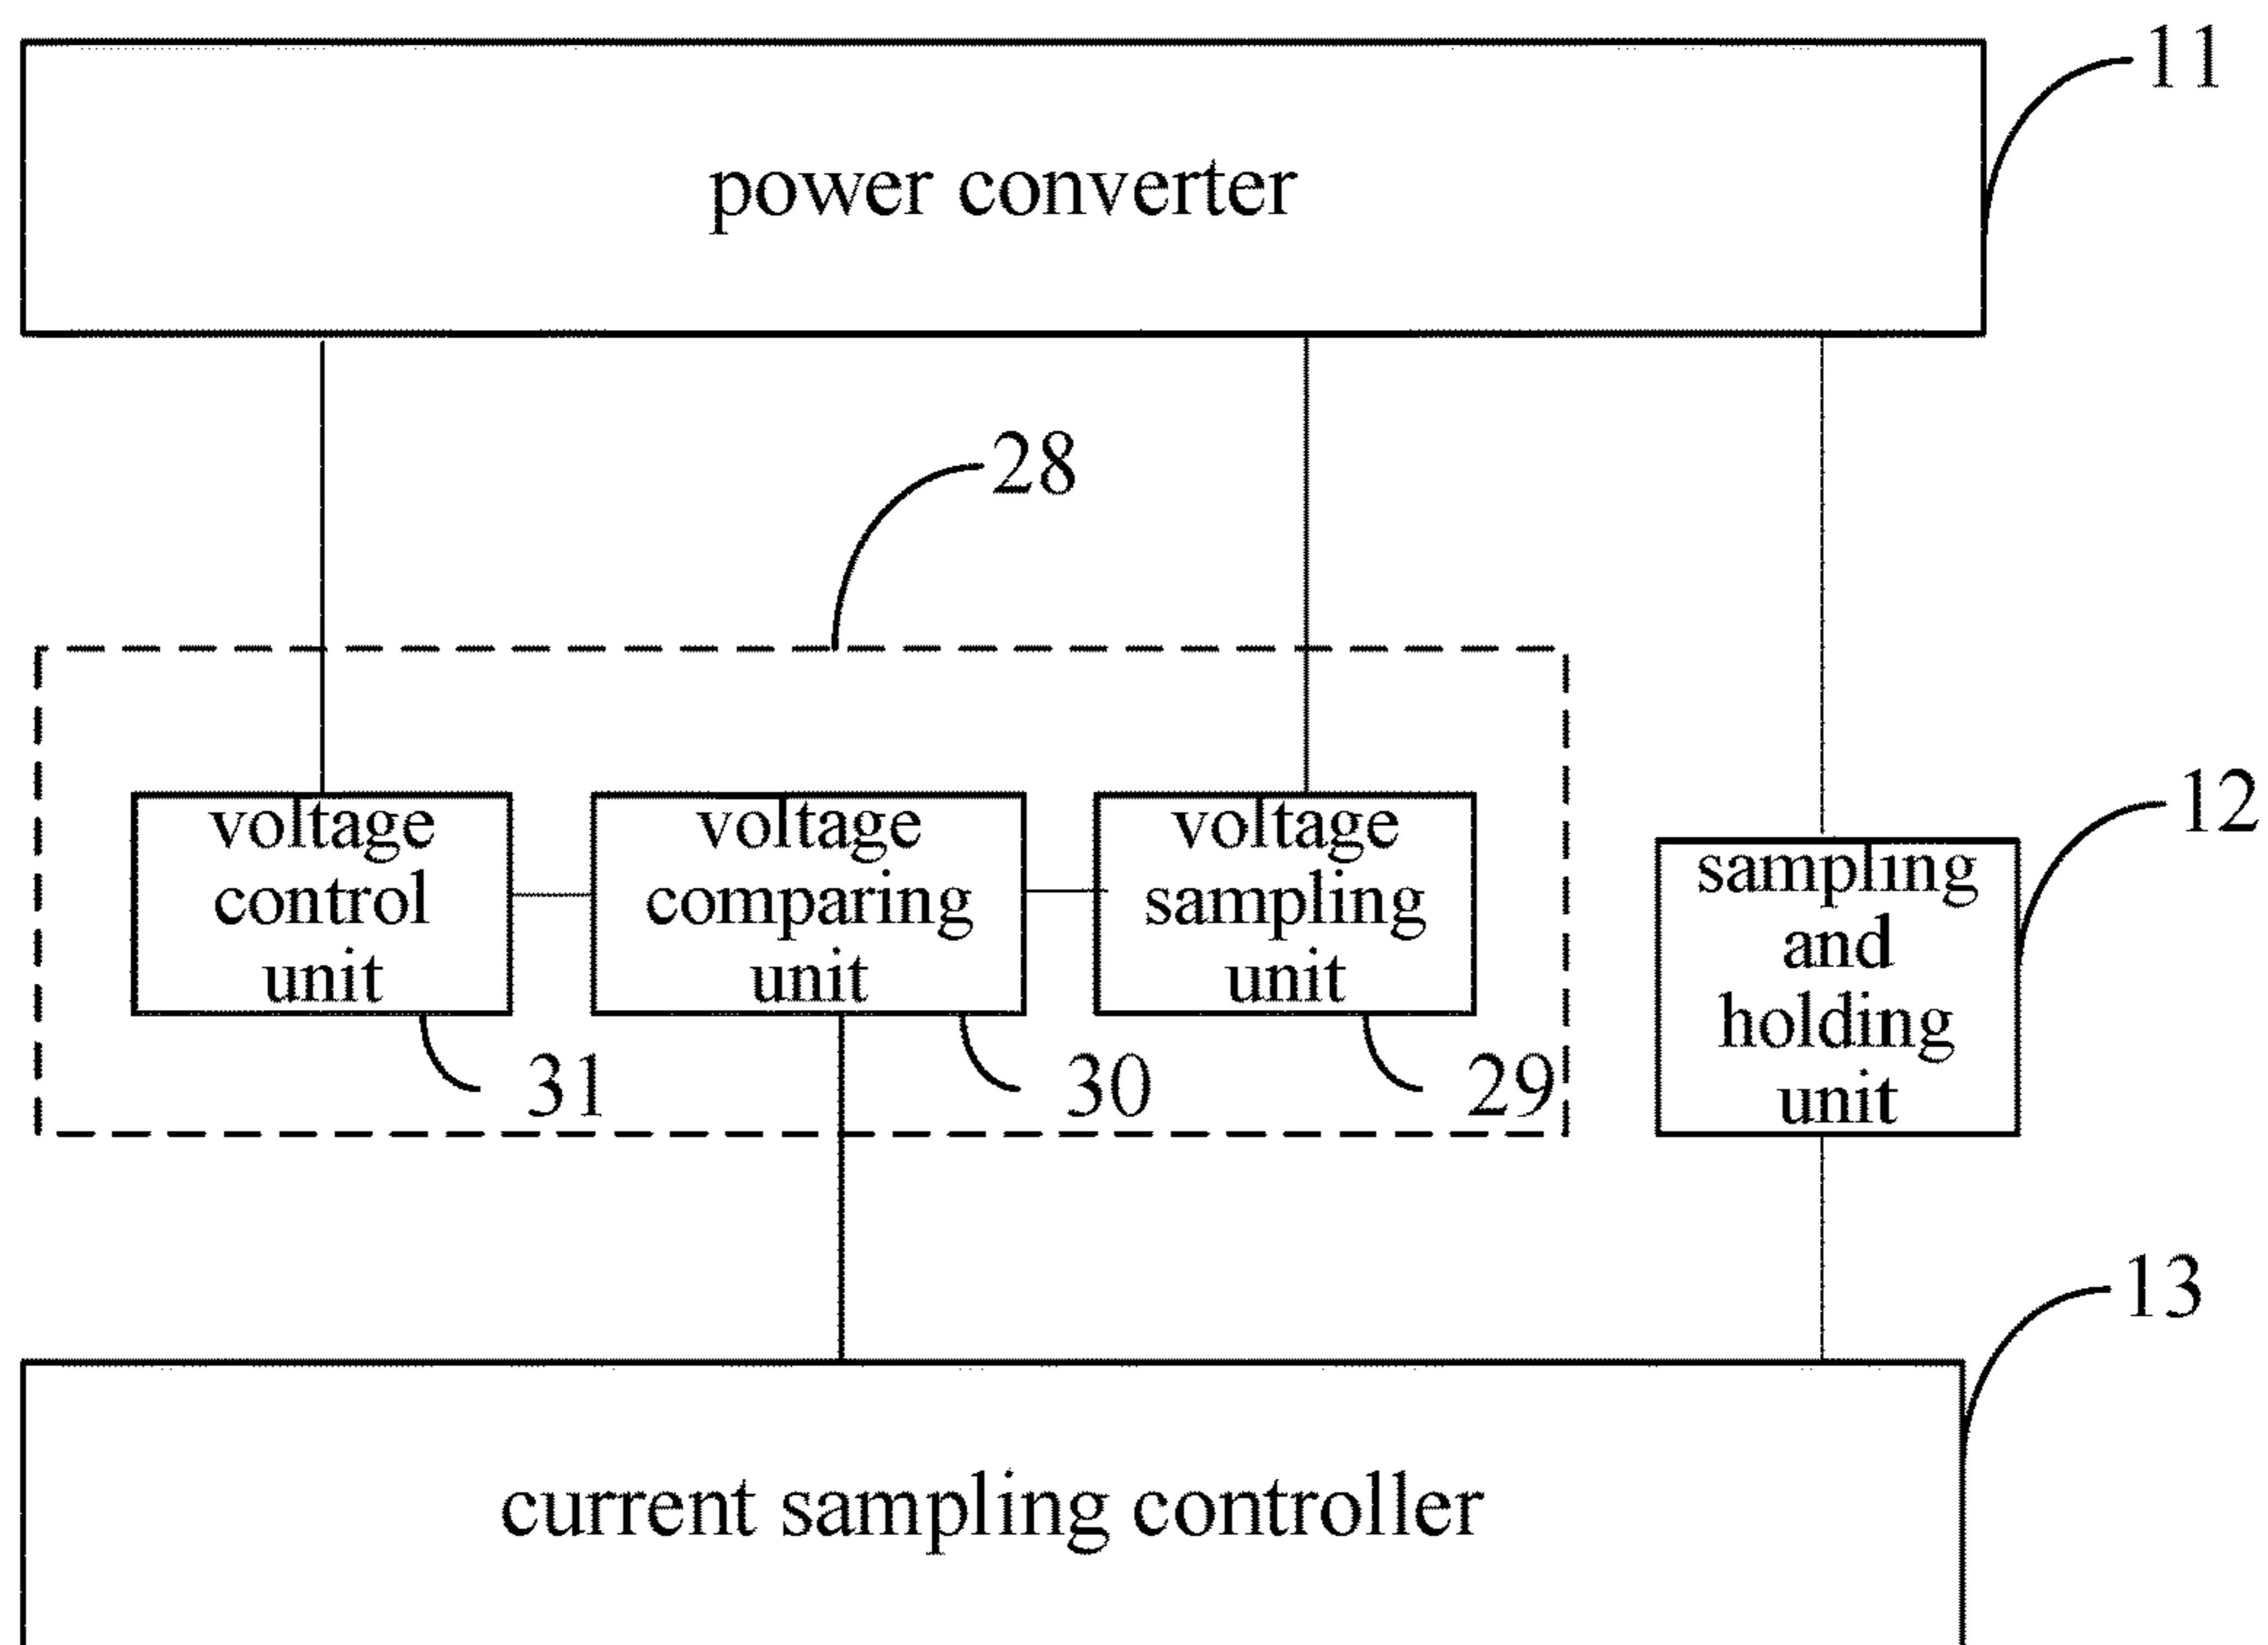 11
power converter
28
voltage
control
unit
voltage
comparing
unit
voltage
sampling
unit
12
sampling
and
holding
unit
31
30
29
13
current sampling controller